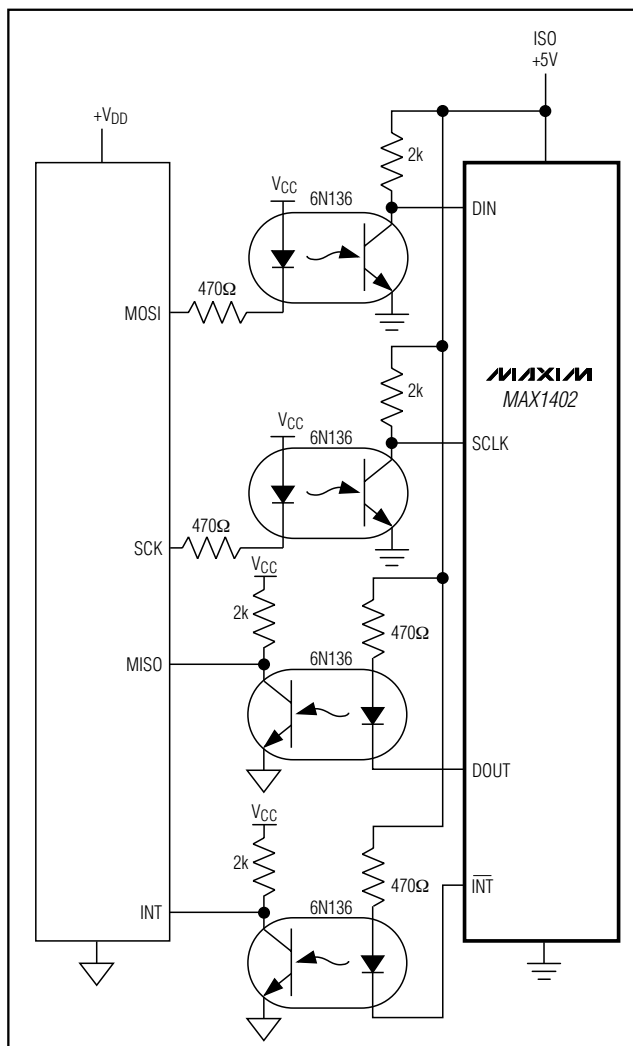 ISO
+5V
+VDD
2k
VCC
6N136
DIN
470Ω
MOSI
MAXIM
MAX1402
2k
VCC
6N136
SCLK
470Ω
SCK
VCC
2k
470Ω
6N136
MISO
DOUT
VCC
2k
470Ω
INT
6N136
INT